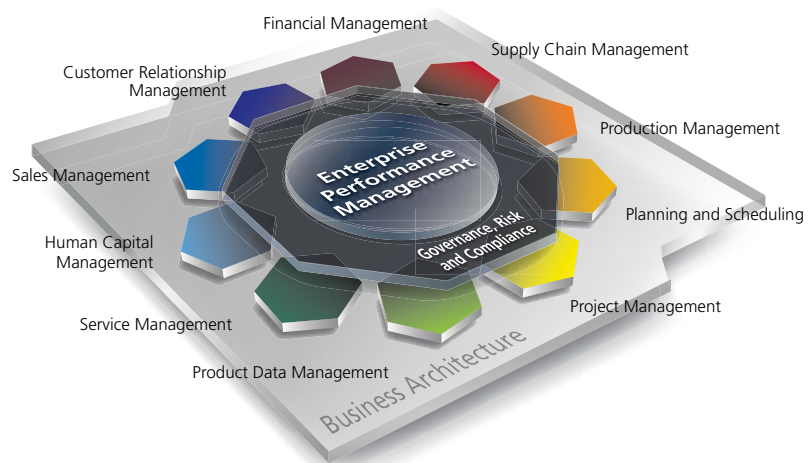 Financial Management
Supply Chain Management
Customer Relationship
Management
Production Management
Sales Management
Enterprise
Performance
Management
Planning and Scheduling
Governance, Risk
and Compliance
Human Capital
Management
Project Management
Service Management
Product Data Management
Business Architecture